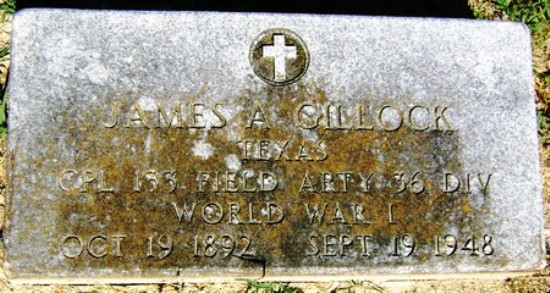 JAMES A GILLOCK
TEXAS
CPL 133 FIELD ARTY 36 DIV
WORLD WAR I
OCT 19 1892 SEPT 19 1948